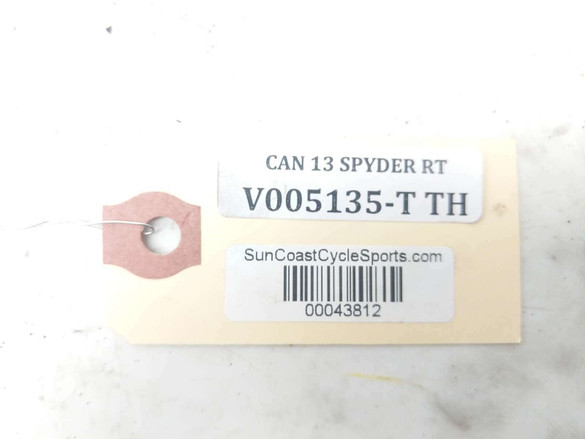 CAN 13 SPYDER RT
V005135-T TH
SunCoastCycleSports.com
00043812